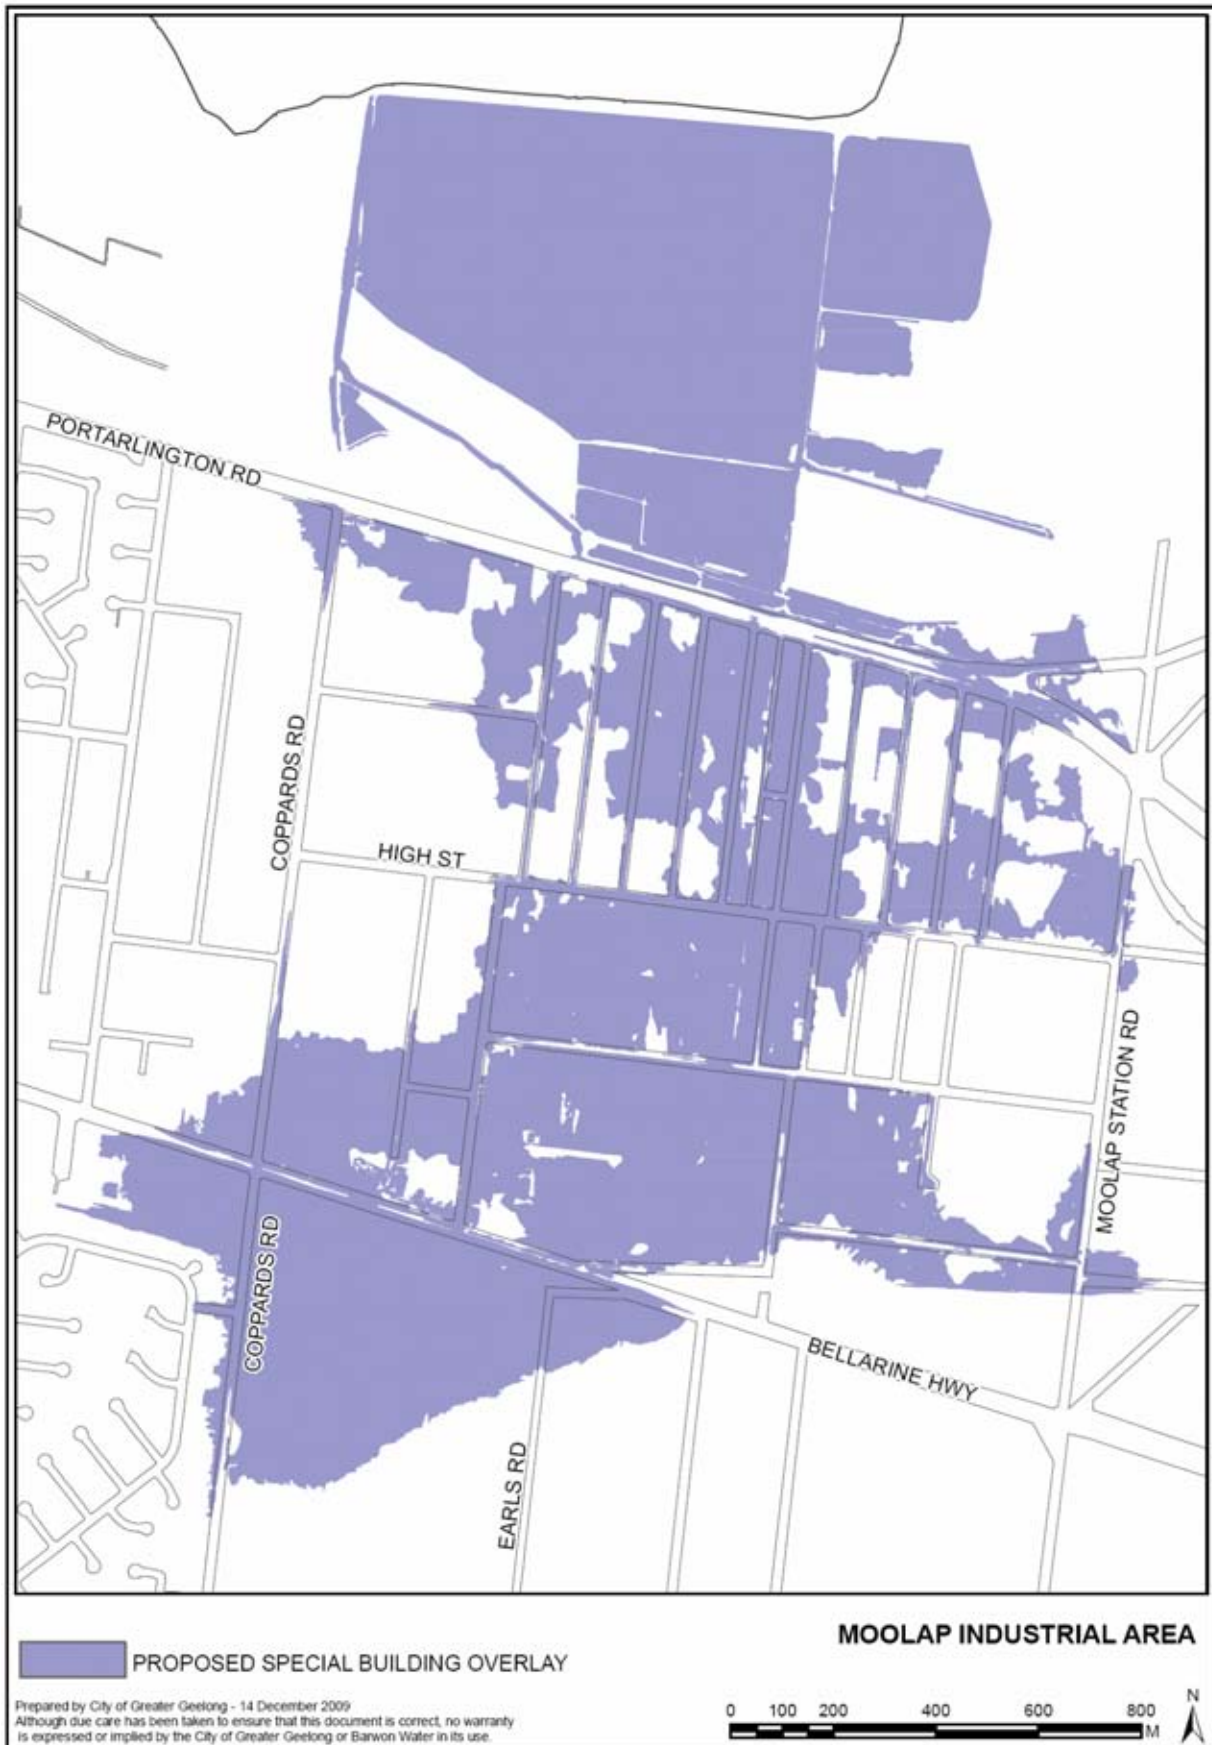 PORTARLINGTON RD
COPPARDS RD
HIGH ST
MOOLAP STATION RD
COPPARDS RD
BELLARINE HWY
EARLS RD
MOOLAP INDUSTRIAL AREA
PROPOSED SPECIAL BUILDING OVERLAY
Prepared by City of Greater Geelong - 14 December 2009
Although due care has been taken to ensure that this document is correct, no warranty
is expressed or implied by the City of Greater Geelong or Barwon Water in its use.
0 100 200 400 600 800
M
N